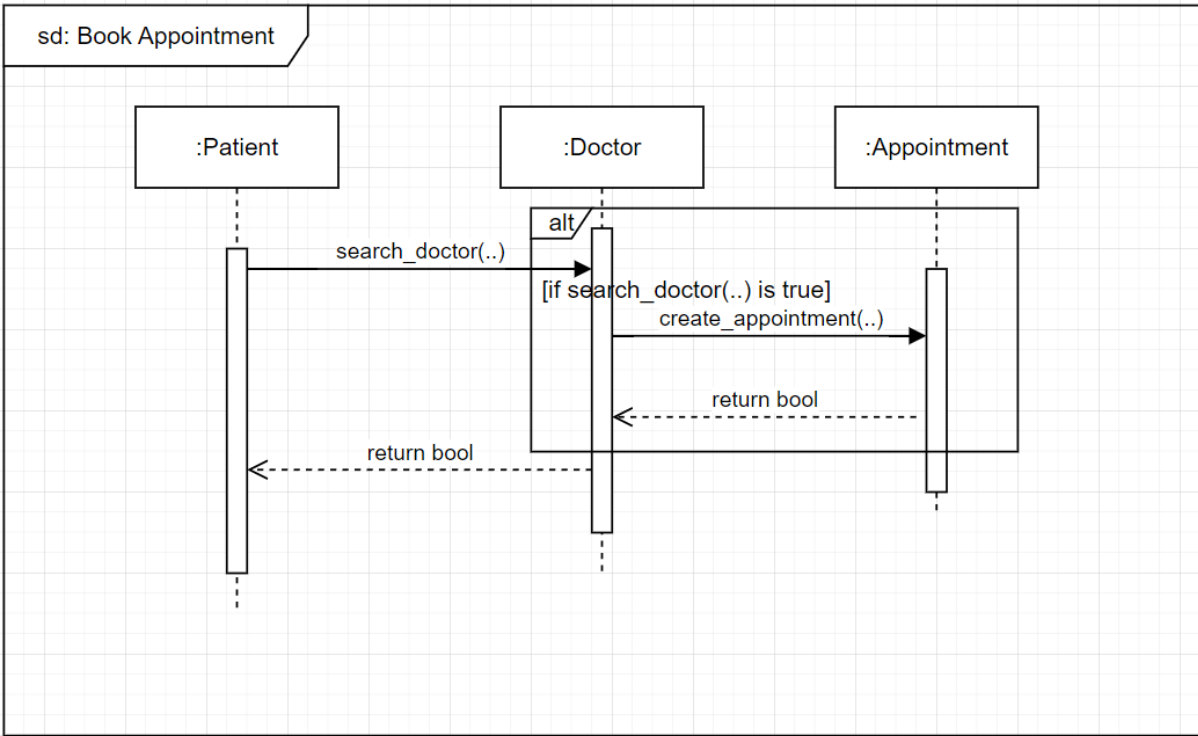 sd: Book Appointment
:Patient
:Doctor
:Appointment
alt
search_doctor(..)
[if search_doctor(..) is true]
create_appointment(..)
return bool
return bool